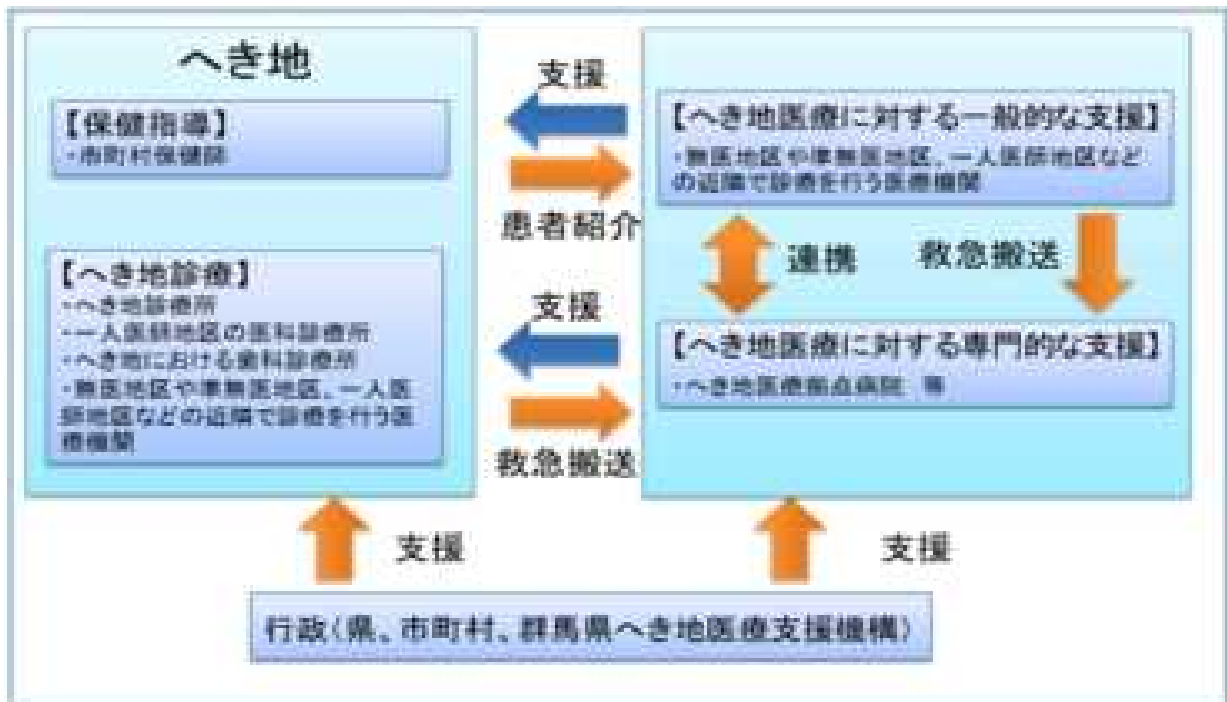 へき地
【保健指導】
・市町村保健師
【へき地診療】
・へき地診療所
・一人医師地区の医科診療所
・へき地における歯科診療所
・無医地区や準無医地区、一人医
師地区などの近隣で診療を行う医
療機関
支援
患者紹介
支援
救急搬送
【へき地医療に対する一般的な支援】
・無医地区や準無医地区、一人医師地区など
の近隣で診療を行う医療機関
連携
救急搬送
【へき地医療に対する専門的な支援】
・へき地医療拠点病院 等
支援
支援
行政(県、市町村、群馬県へき地医療支援機構)